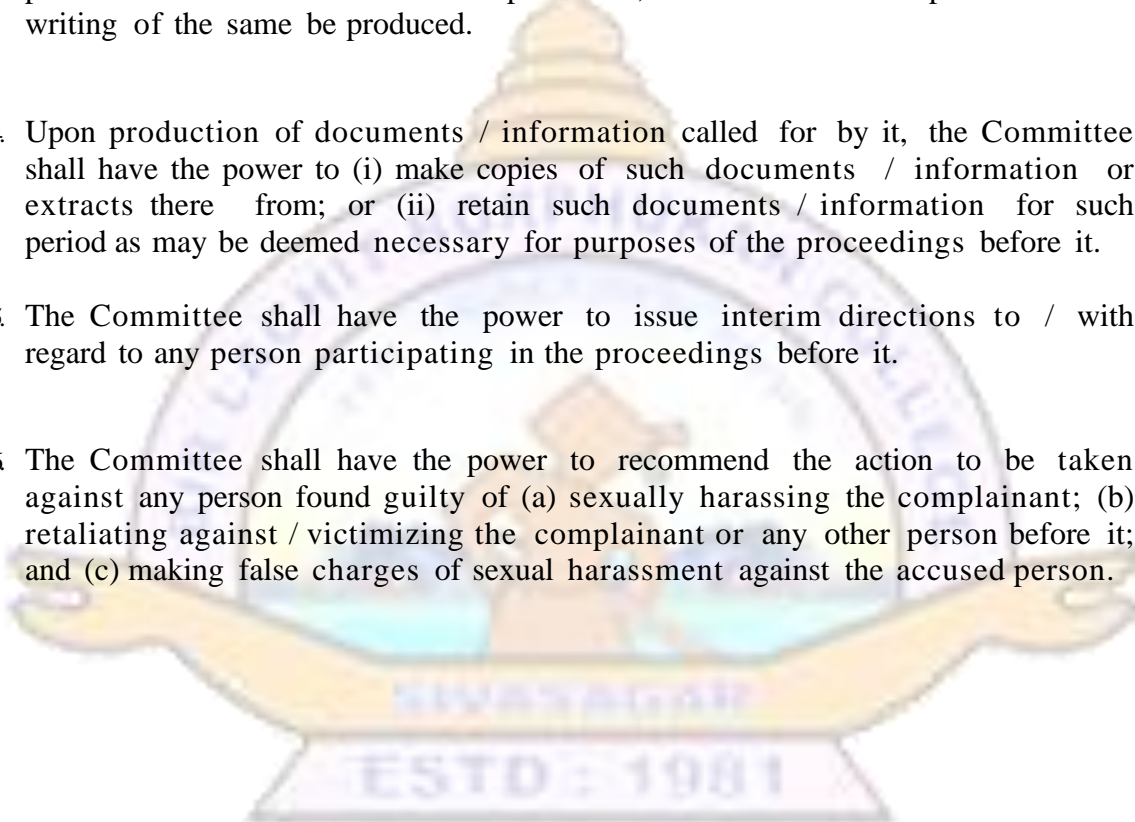 writing of the same be produced.
Upon production of documents / information called for by it, the Committee
shall have the power to (i) make copies of such documents / information or
extracts there from; or (ii) retain such documents / information for such
period as may be deemed necessary for purposes of the proceedings before it.
The Committee shall have the power to issue interim directions to / with
regard to any person participating in the proceedings before it.
The Committee shall have the power to recommend the action to be taken
against any person found guilty of (a) sexually harassing the complainant; (b)
retaliating against / victimizing the complainant or any other person before it;
and (c) making false charges of sexual harassment against the accused person.
SIVASAGAR
ESTD : 1981